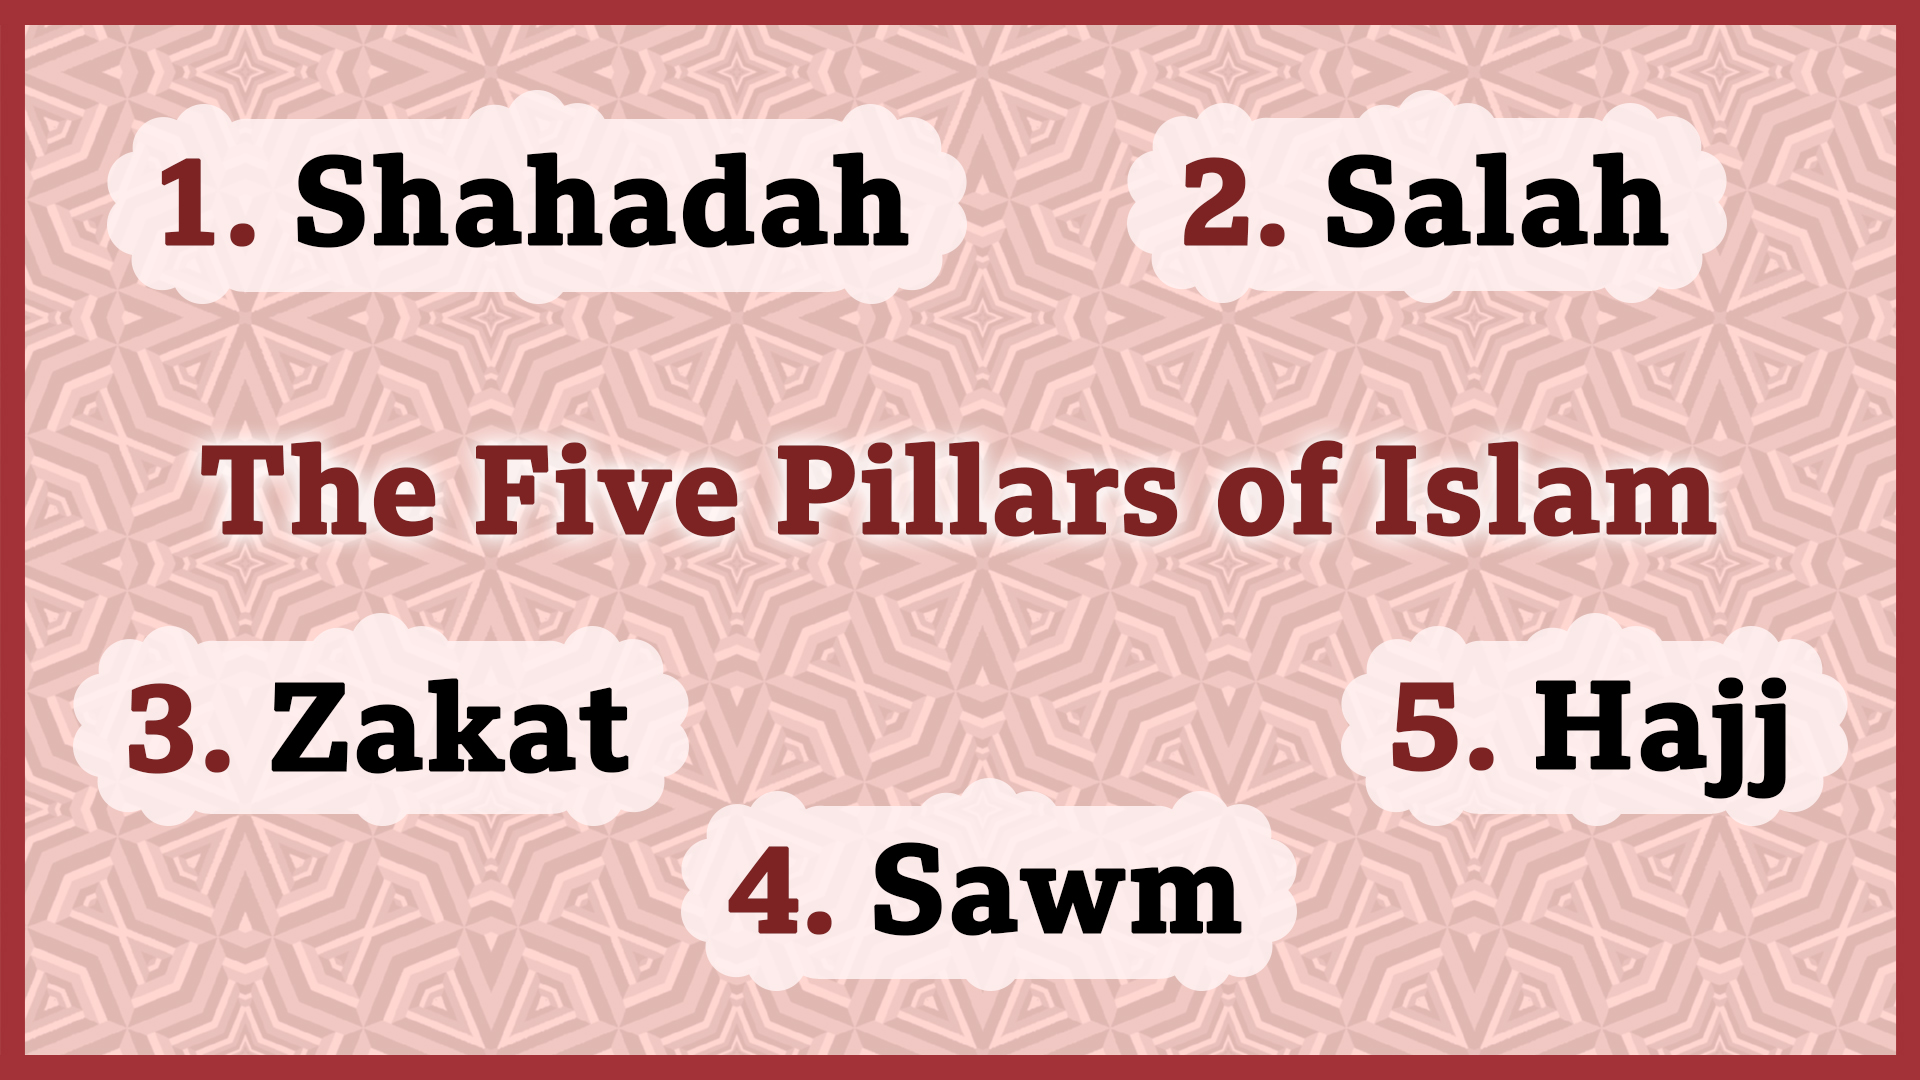 1. Shahadah
2. Salah
The Five Pillars of Islam
3. Zakat
4. Sawm
5. Hajj